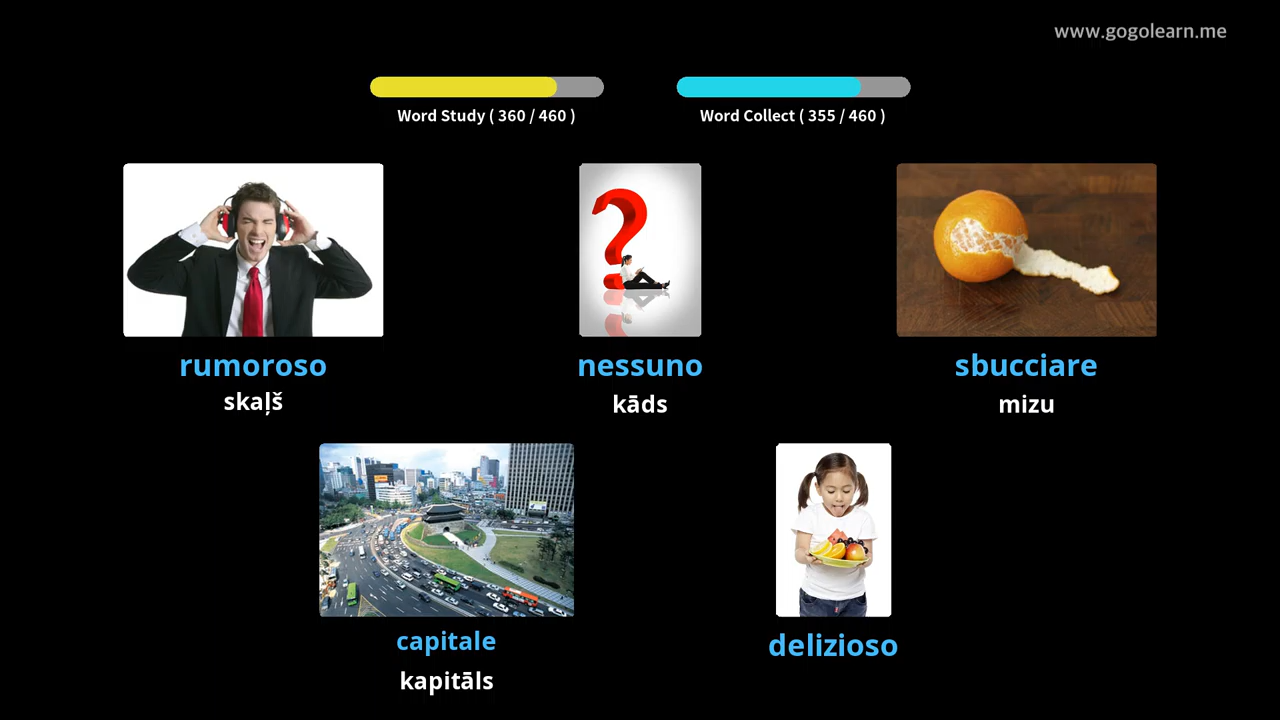 www.gogolearn.me
Word Study ( 360 / 460 )
Word Collect ( 355 / 460 )
rumoroso
skaļš
nessuno
kāds
sbucciare
mizu
capitale
kapitāls
delizioso